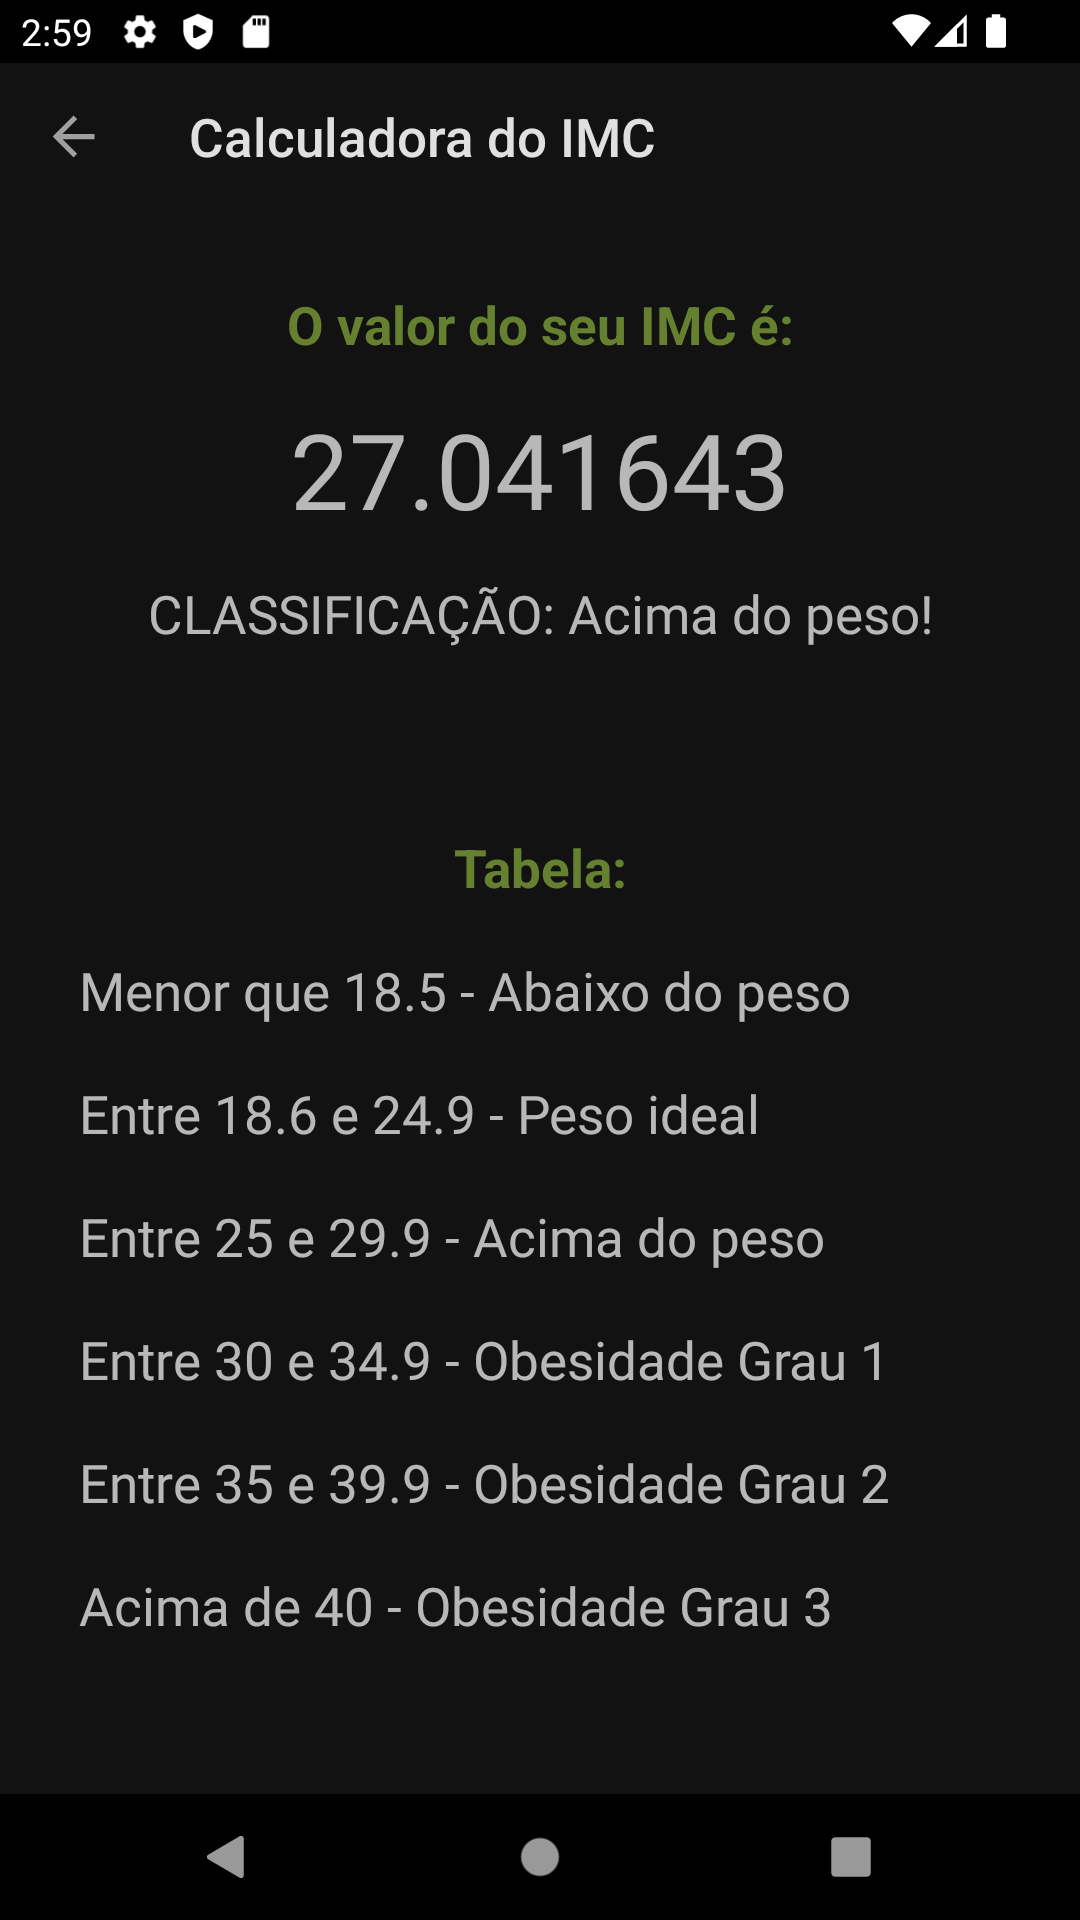 2:59
Calculadora do IMC
O valor do seu IMC é:
27.041643
CLASSIFICAÇÃO: Acima do peso!
Tabela:
Menor que 18.5 - Abaixo do peso
Entre 18.6 e 24.9 - Peso ideal
Entre 25 e 29.9 - Acima do peso
Entre 30 e 34.9 - Obesidade Grau 1
Entre 35 e 39.9 - Obesidade Grau 2
Acima de 40 - Obesidade Grau 3